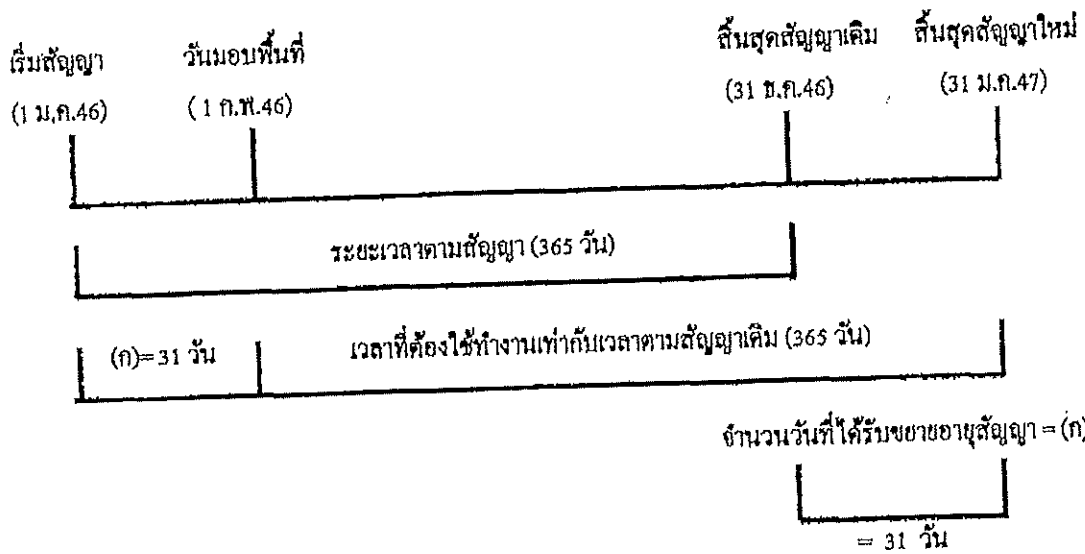 เริ่มสัญญา วันมอบพื้นที่ สิ้นสุดสัญญาเดิม สิ้นสุดสัญญาใหม่
(1 ม.ค.46) (1 ก.พ.46) (31 ธ.ค.46) (31 ม.ค.47)
ระยะเวลาตามสัญญา (365 วัน)
(ก)=31 วัน เวลาที่ต้องใช้ทำงานเท่ากับเวลาตามสัญญาเดิม (365 วัน)
จำนวนวันที่ได้รับขยายอายุสัญญา = (ก)
= 31 วัน